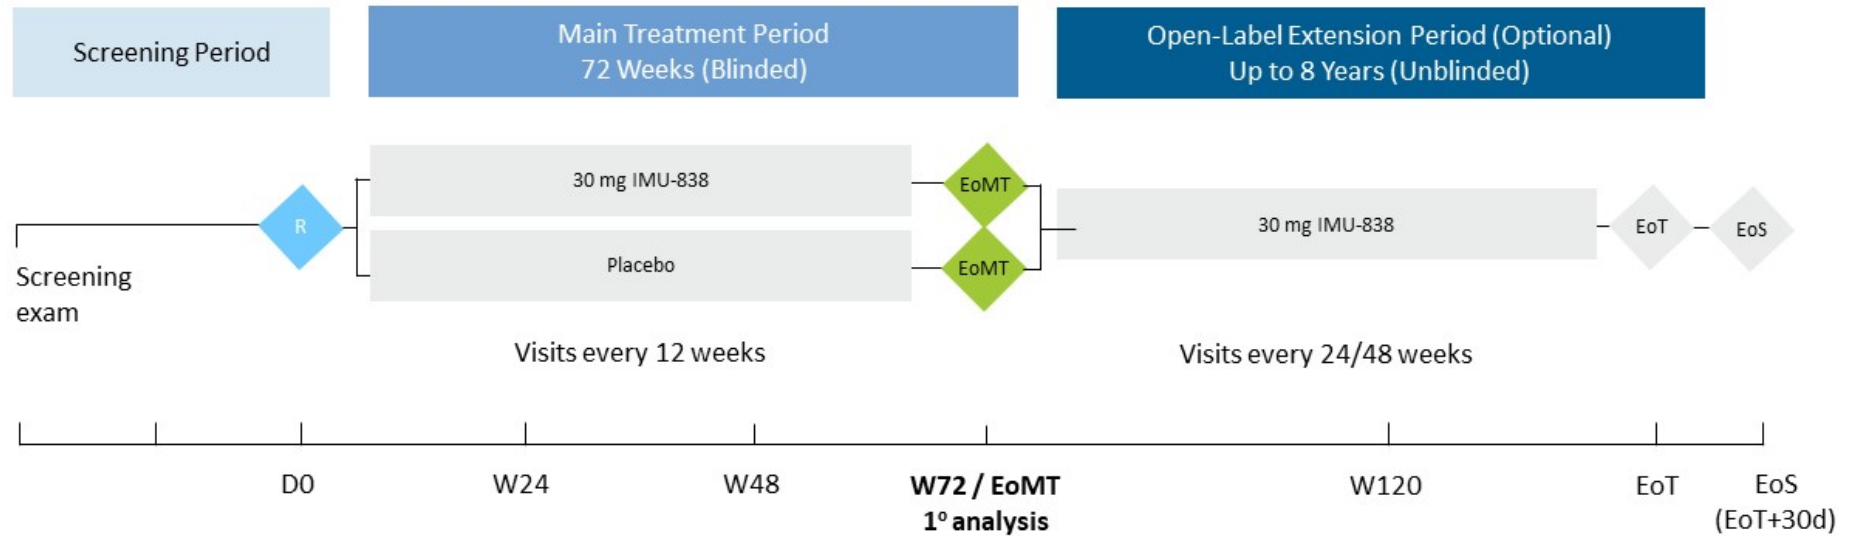 Screening Period
Main Treatment Period
72 Weeks (Blinded)
Open-Label Extension Period (Optional)
Up to 8 Years (Unblinded)
30 mg IMU-838
EoMT
R
Placebo
EoMT
30 mg IMU-838
EoT
EoS
Screening
exam
Visits every 12 weeks
Visits every 24/48 weeks
D0
W24
W48
W72 / EoMT
1º analysis
W120
EoT
EoS
(EoT+30d)